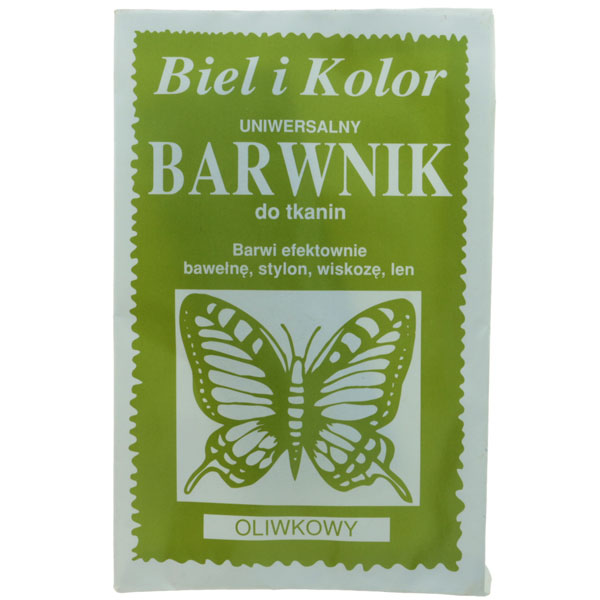 Biel i Kolor
UNIWERSALNY
BARWNIK
do tkanin
Barwi efektownie
bawełnę, stylon, wiskozę, len
OLIWKOWY